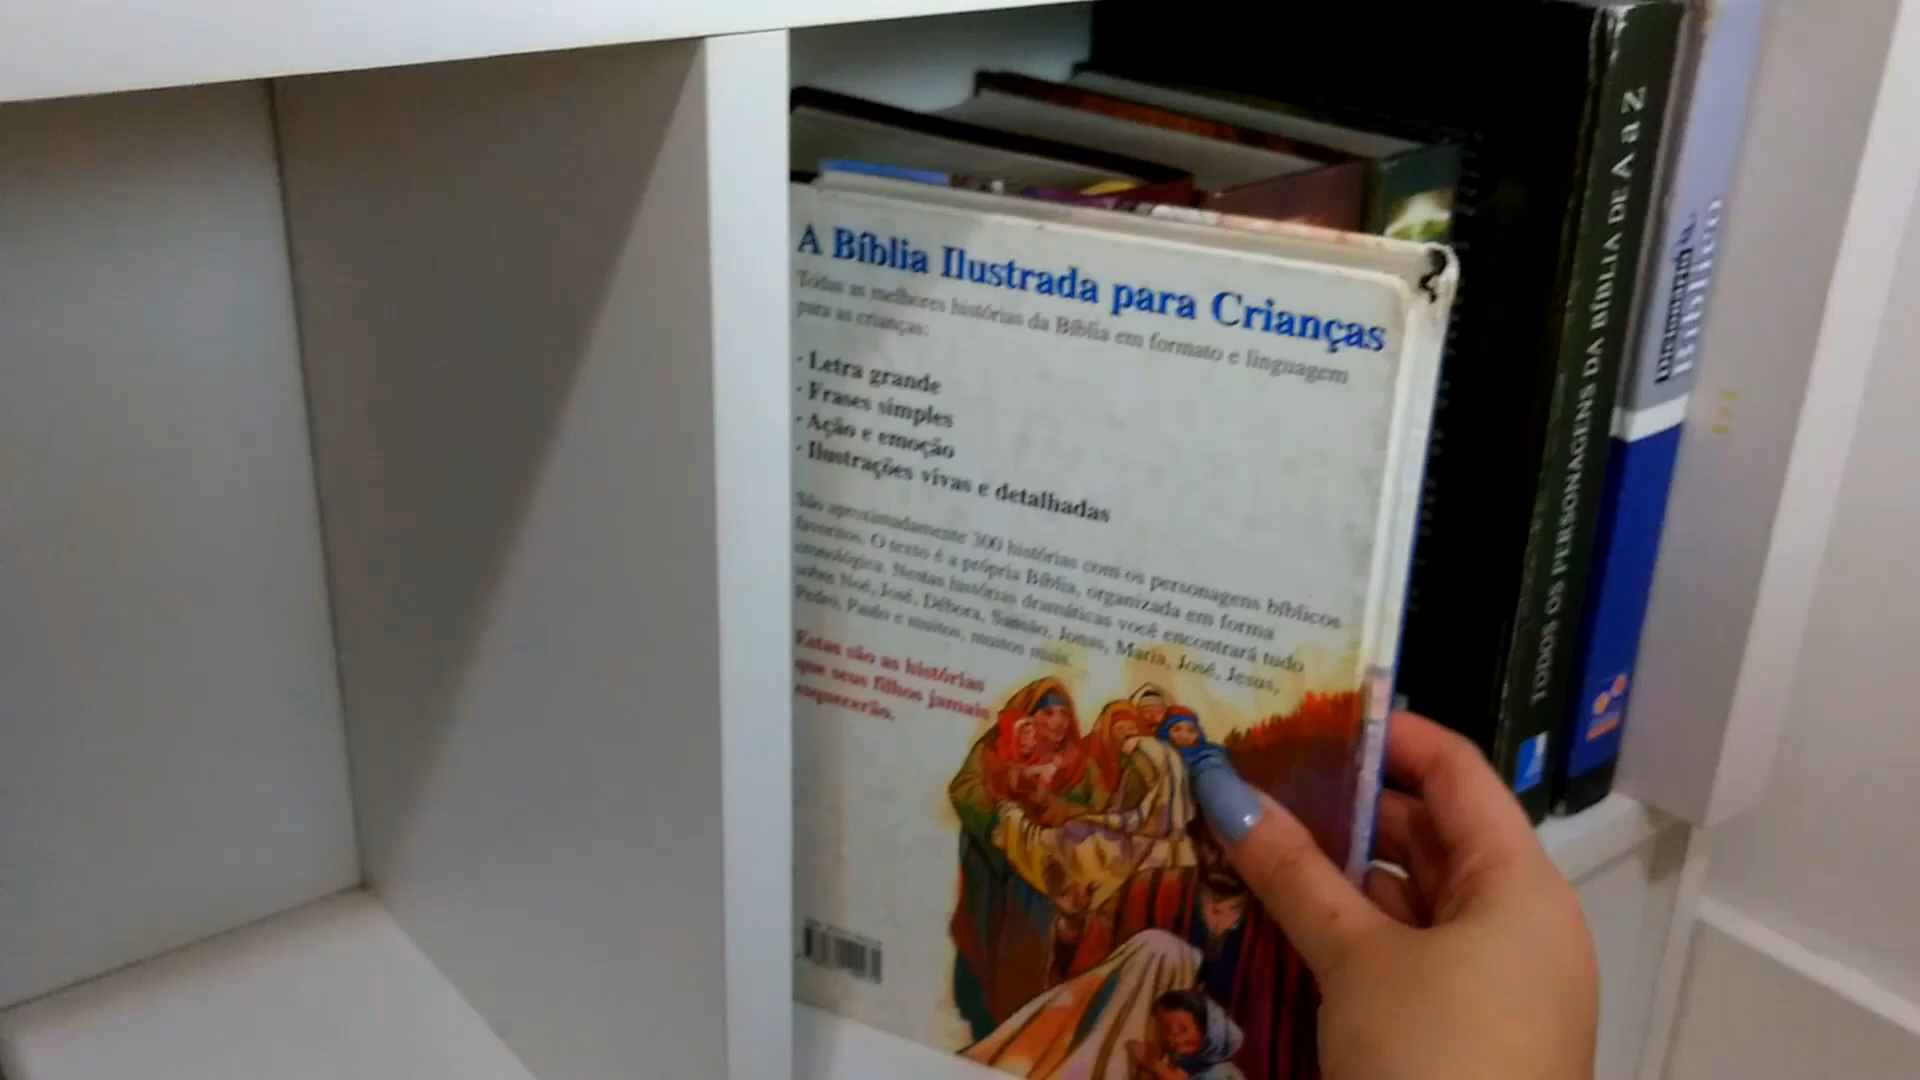 A Bíblia Ilustrada para Crianças
Todas as melhores histórias da Bíblia em formato e linguagem
para as crianças:
· Letra grande
· Frases simples
· Ação e emoção
· Ilustrações vivas e detalhadas
São aproximadamente 300 histórias com os personagens bíblicos
favoritos. O texto é a própria Bíblia, organizada em forma
cronológica. Nestas histórias dramáticas você encontrará tudo
sobre Noé, José, Débora, Sansão, Jonas, Maria, José, Jesus,
Pedro, Paulo e muitos, muitos mais.
Estas são as histórias
que seus filhos jamais
esquecerão.
TODOS OS PERSONAGENS DA BÍBLIA DE A a Z